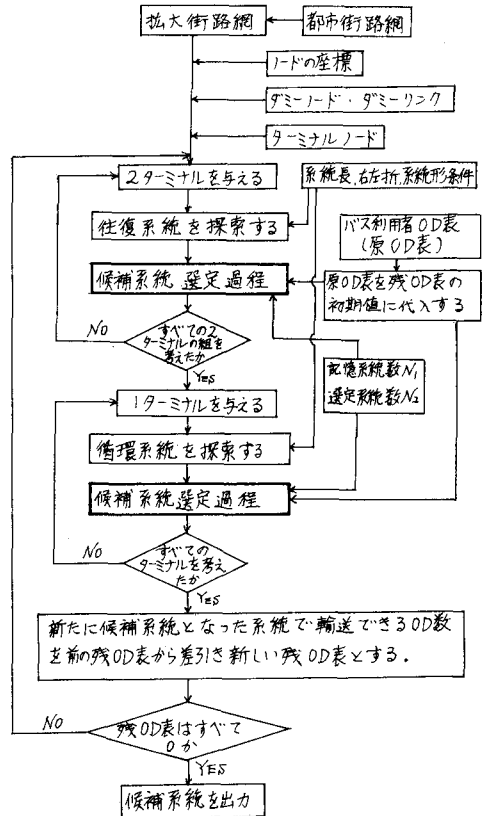 拡大街路網
都市街路網
ノードの座標
ダミーノード・ダミーリンク
ターミナルノード
2ターミナルを与える
系統長,右左折,系統形条件
往復系統を探索する
バス利用者OD表
(原OD表)
候補系統選定過程
原OD表を残OD表の
初期値に代入する
NO
すべての2
ターミナルの組を
考えたか
YES
記憶系統数N₁
選定系統数N₂
1ターミナルを与える
循環系統を探索する
候補系統選定過程
NO
すべての
ターミナルを考え
たか
YES
新たに候補系統となった系統で輸送できるOD数
を前の残OD表から差引き新しい残OD表とする.
NO
残OD表はすべて
0か
YES
候補系統を出力